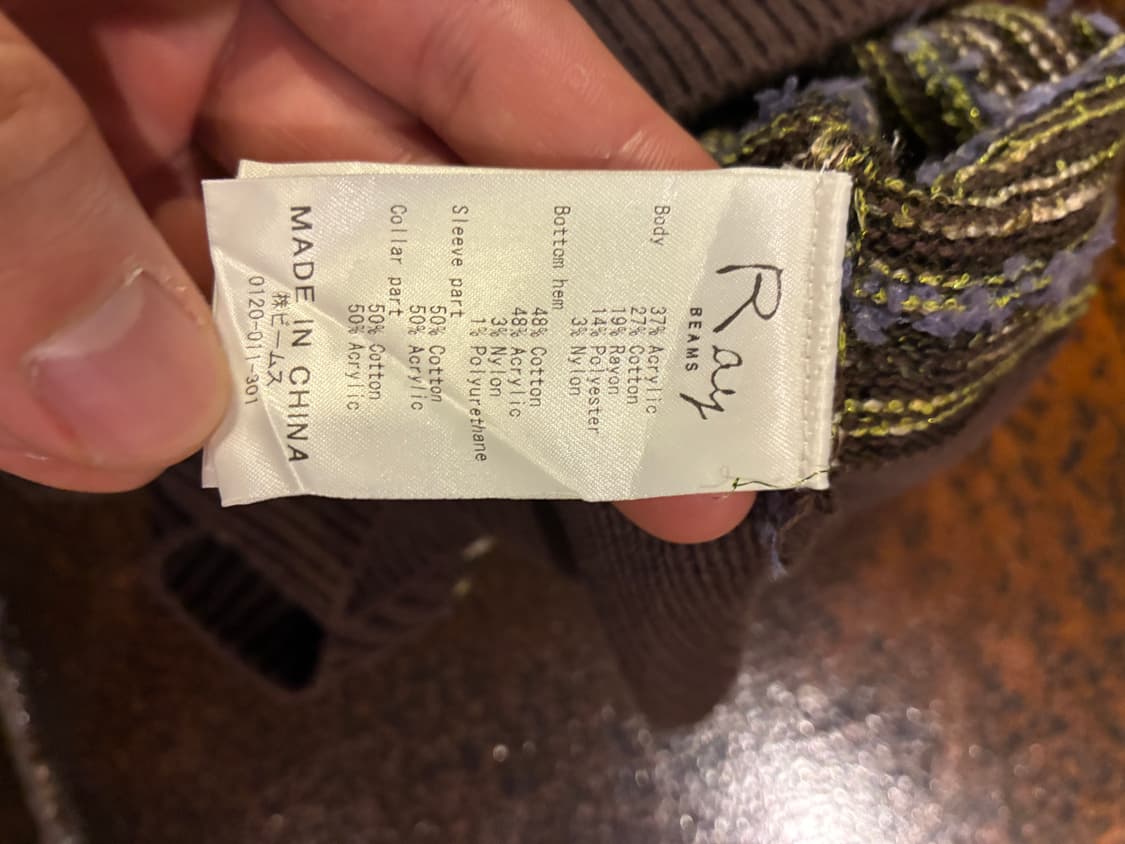 Ray
BEAMS
Body
37% Acrylic
27% Cotton
19% Rayon
14% Polyester
3% Nylon
Bottom hem
48% Cotton
48% Acrylic
3% Nylon
1% Polyurethane
Sleeve part
50% Cotton
50% Acrylic
Collar part
50% Cotton
50% Acrylic
MADE IN CHINA
株ビームス
0120-011-301